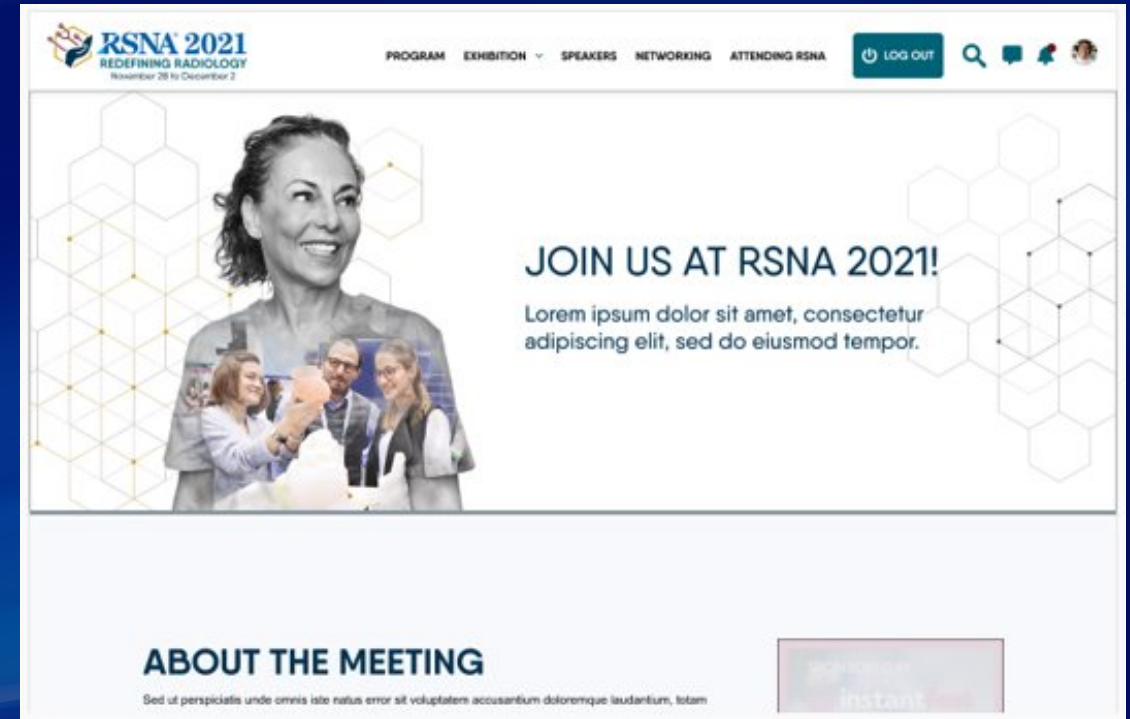 RSNA 2021
REDEFINING RADIOLOGY
November 28 to December 2
PROGRAM EXHIBITION SPEAKERS NETWORKING ATTENDING RSNA LOG OUT
JOIN US AT RSNA 2021!
Lorem ipsum dolor sit amet, consectetur
adipiscing elit, sed do eiusmod tempor.
ABOUT THE MEETING
Sed ut perspiciatis unde omnis iste natus error sit voluptatem accusantium doloremque laudantium, totam
instant